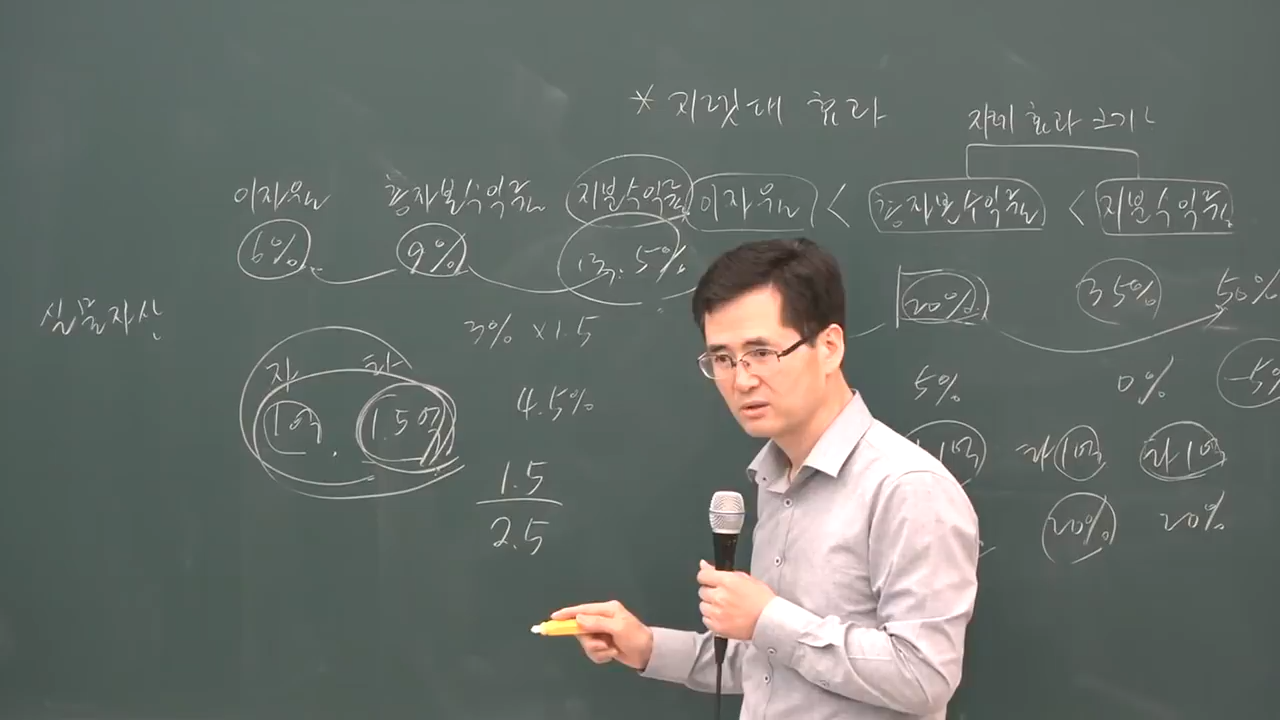 * 지렛대 효과
지레 효과 크기
이자율 총자본수익률 지분수익률 이자율 < 총자본수익률 < 지분수익률
6% 9% 13.5% 20% 35% 50%
실물자산 3% ×1.5
자 타 5% 0% -5%
1억 1.5억 4.5% 1억 자1억 타1억
1.5
2.5 20% 20%